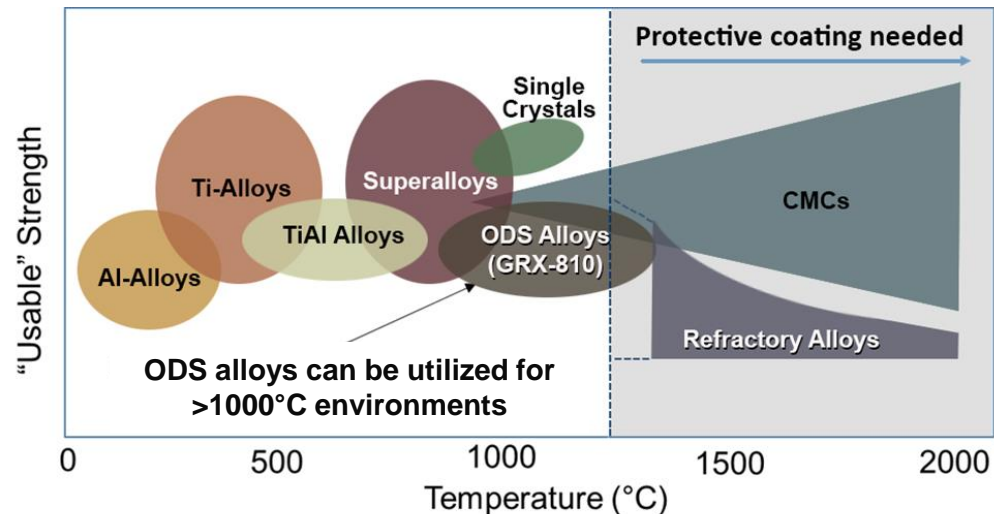 Protective coating needed
Single
Crystals
Ti-Alloys
Superalloys
CMCs
TiAl Alloys
ODS Alloys
(GRX-810)
Al-Alloys
Refractory Alloys
ODS alloys can be utilized for
>1000°C environments
"Usable" Strength
0 500 1000 1500 2000
Temperature (°C)